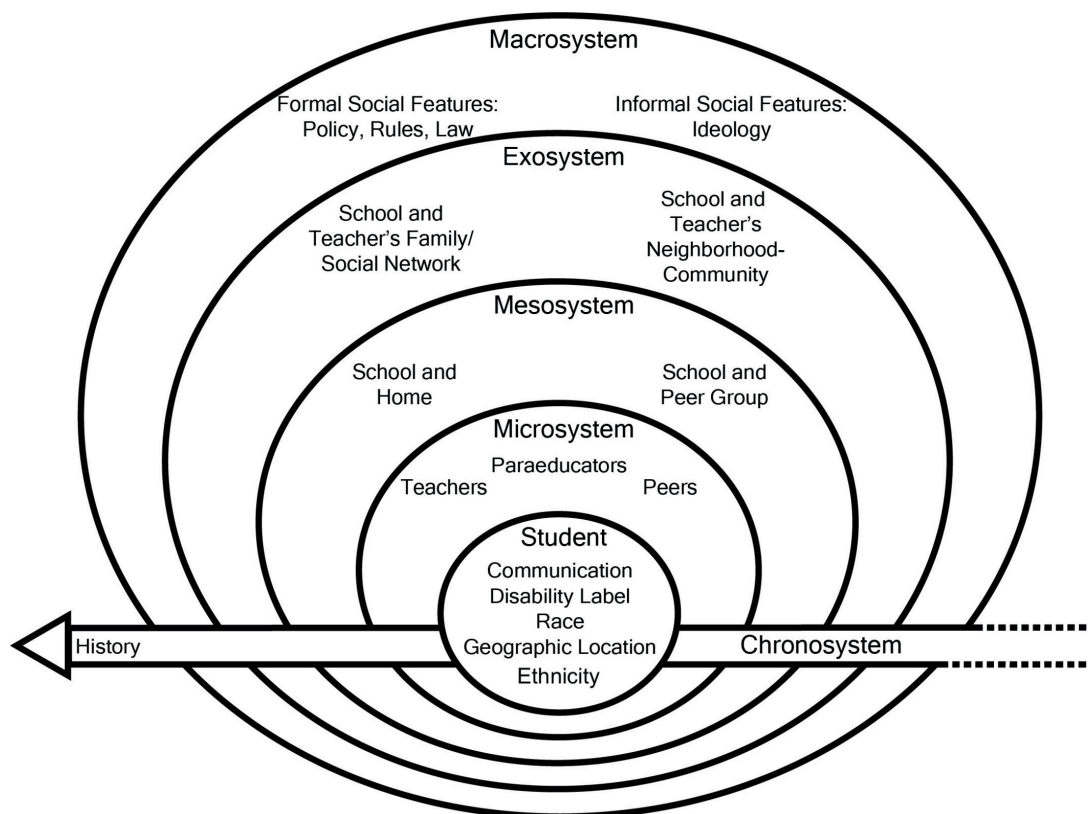 Macrosystem
Formal Social Features:
Policy, Rules, Law
Informal Social Features:
Ideology
Exosystem
School and
Teacher's Family/
Social Network
School and
Teacher's
Neighborhood-
Community
Mesosystem
School and
Home
School and
Peer Group
Microsystem
Paraeducators
Teachers
Peers
Student
Communication
Disability Label
Race
Geographic Location
Ethnicity
History
Chronosystem